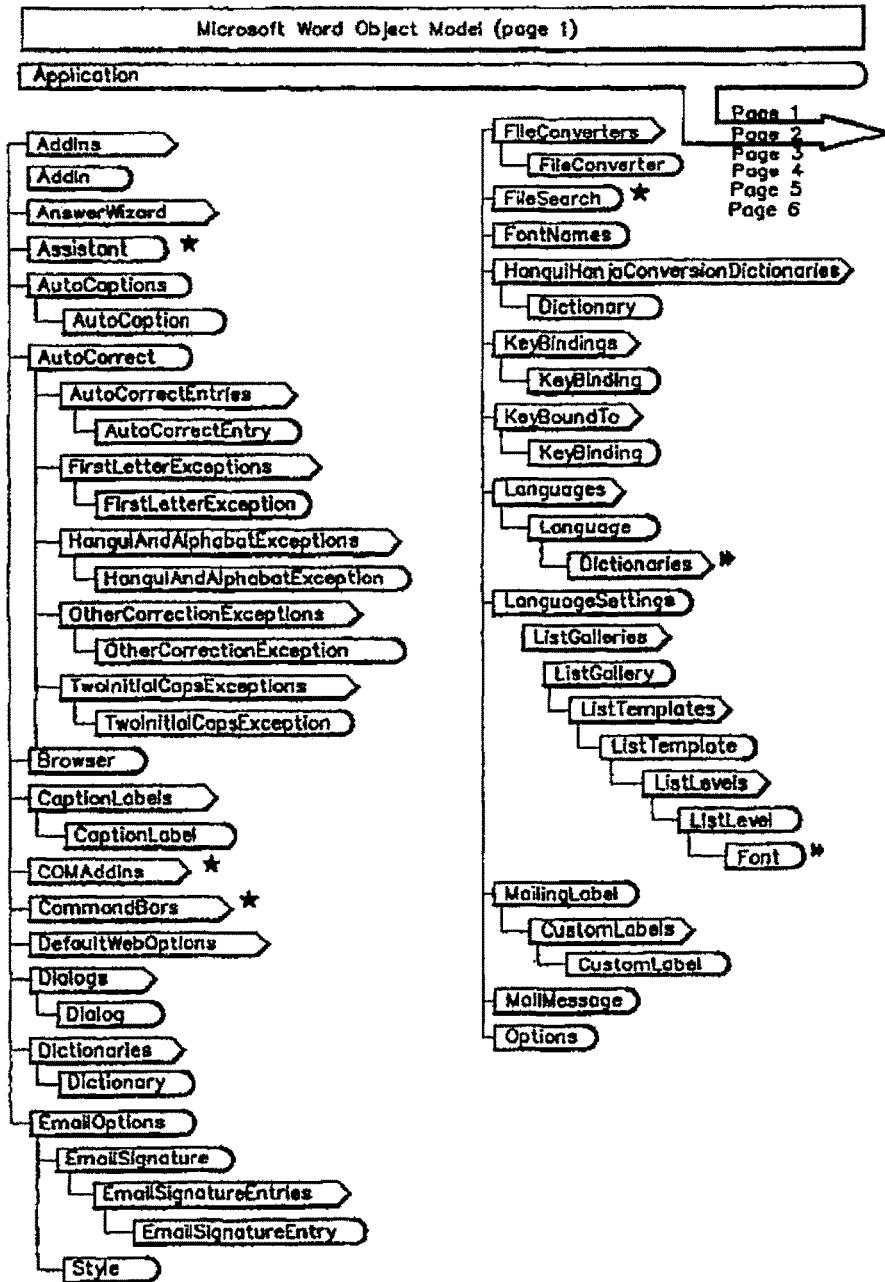 Microsoft Word Object Model (page 1)
Application
Page 1
Page 2
Page 3
Page 4
Page 5
Page 6
AddIns
AddIn
AnswerWizard
Assistant ★
AutoCaptions
AutoCaption
AutoCorrect
AutoCorrectEntries
AutoCorrectEntry
FirstLetterExceptions
FirstLetterException
HangulAndAlphabatExceptions
HangulAndAlphabatException
OtherCorrectionExceptions
OtherCorrectionException
TwoInitialCapsExceptions
TwoInitialCapsException
Browser
CaptionLabels
CaptionLabel
COMAddIns ★
CommandBars ★
DefaultWebOptions
Dialogs
Dialog
Dictionaries
Dictionary
EmailOptions
EmailSignature
EmailSignatureEntries
EmailSignatureEntry
Style
FileConverters
FileConverter
FileSearch ★
FontNames
HangulHanjaConversionDictionaries
Dictionary
KeyBindings
KeyBinding
KeyBoundTo
KeyBinding
Languages
Language
Dictionaries »
LanguageSettings
ListGalleries
ListGallery
ListTemplates
ListTemplate
ListLevels
ListLevel
Font »
MailingLabel
CustomLabels
CustomLabel
MailMessage
Options